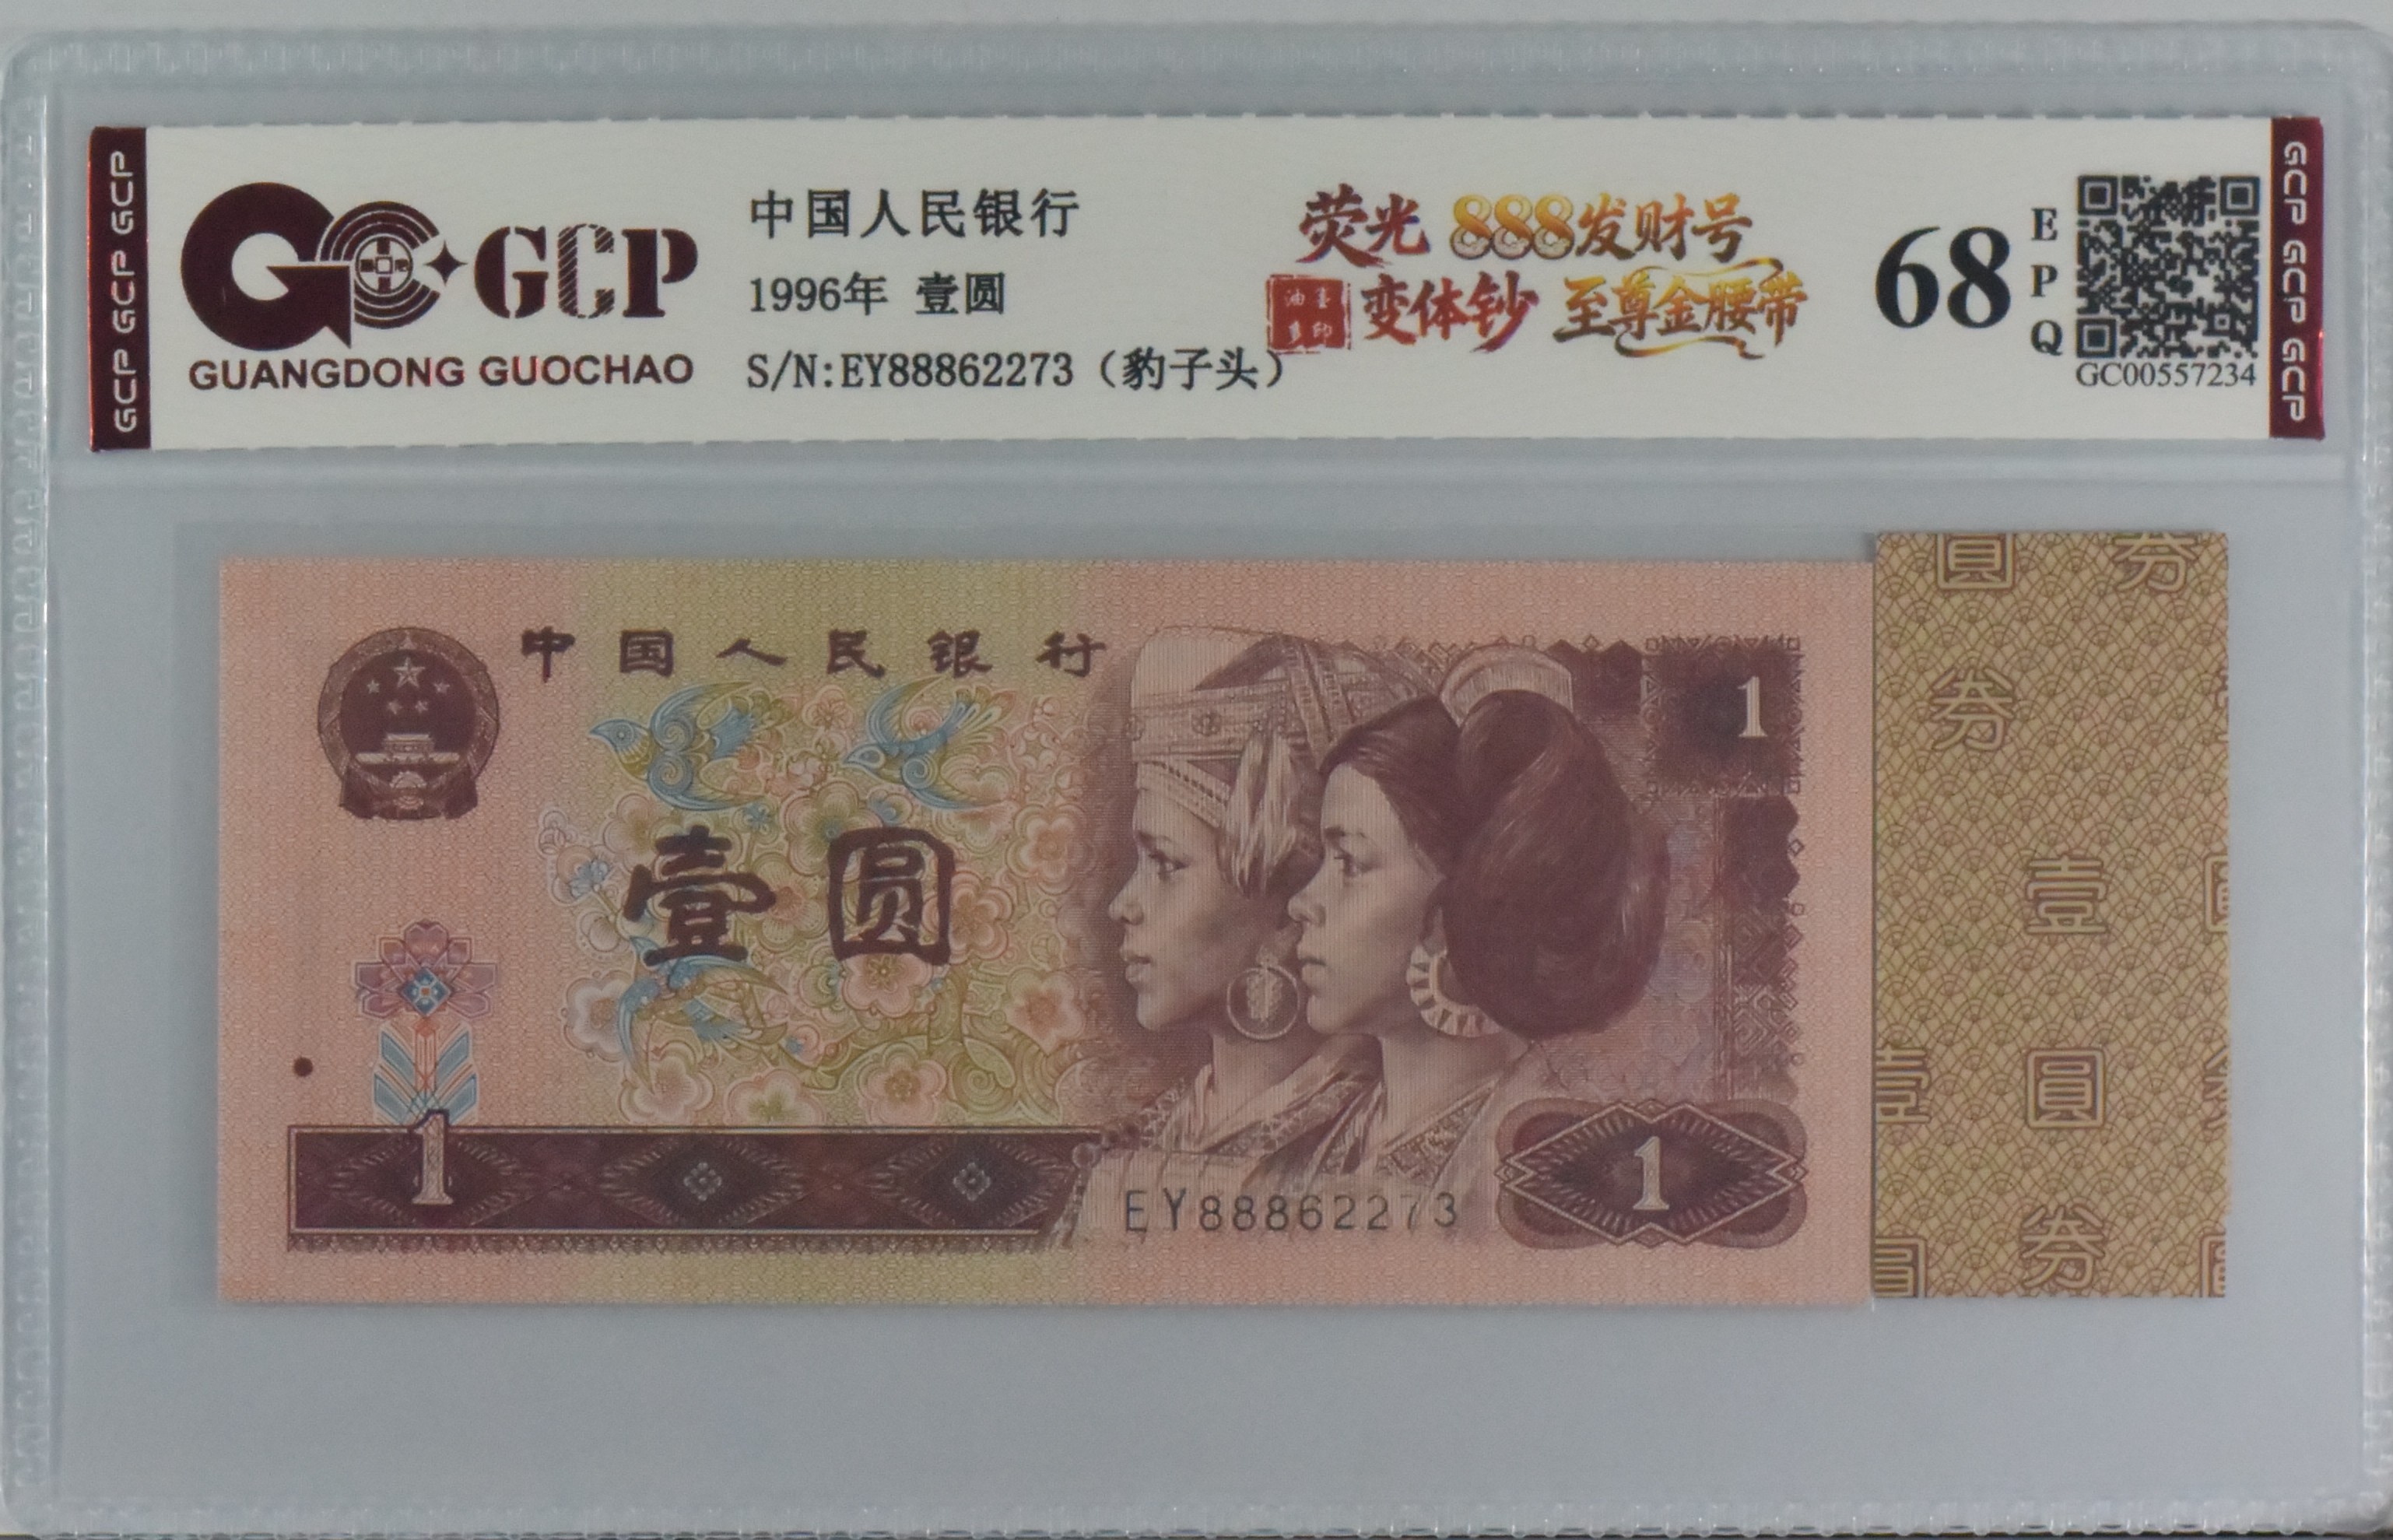 GCP GCP GCP
GCP
GUANGDONG GUOCHAO
中国人民银行
1996年 壹圆
S/N:EY88862273（豹子头）
荧光 888发财号
变体钞 至尊金腰带
68
E
P
Q
GC00557234
GCP GCP GCP
中国人民银行
1
壹圆
1
EY88862273
1
圓 券
券
壹
壹 圓
券
圓